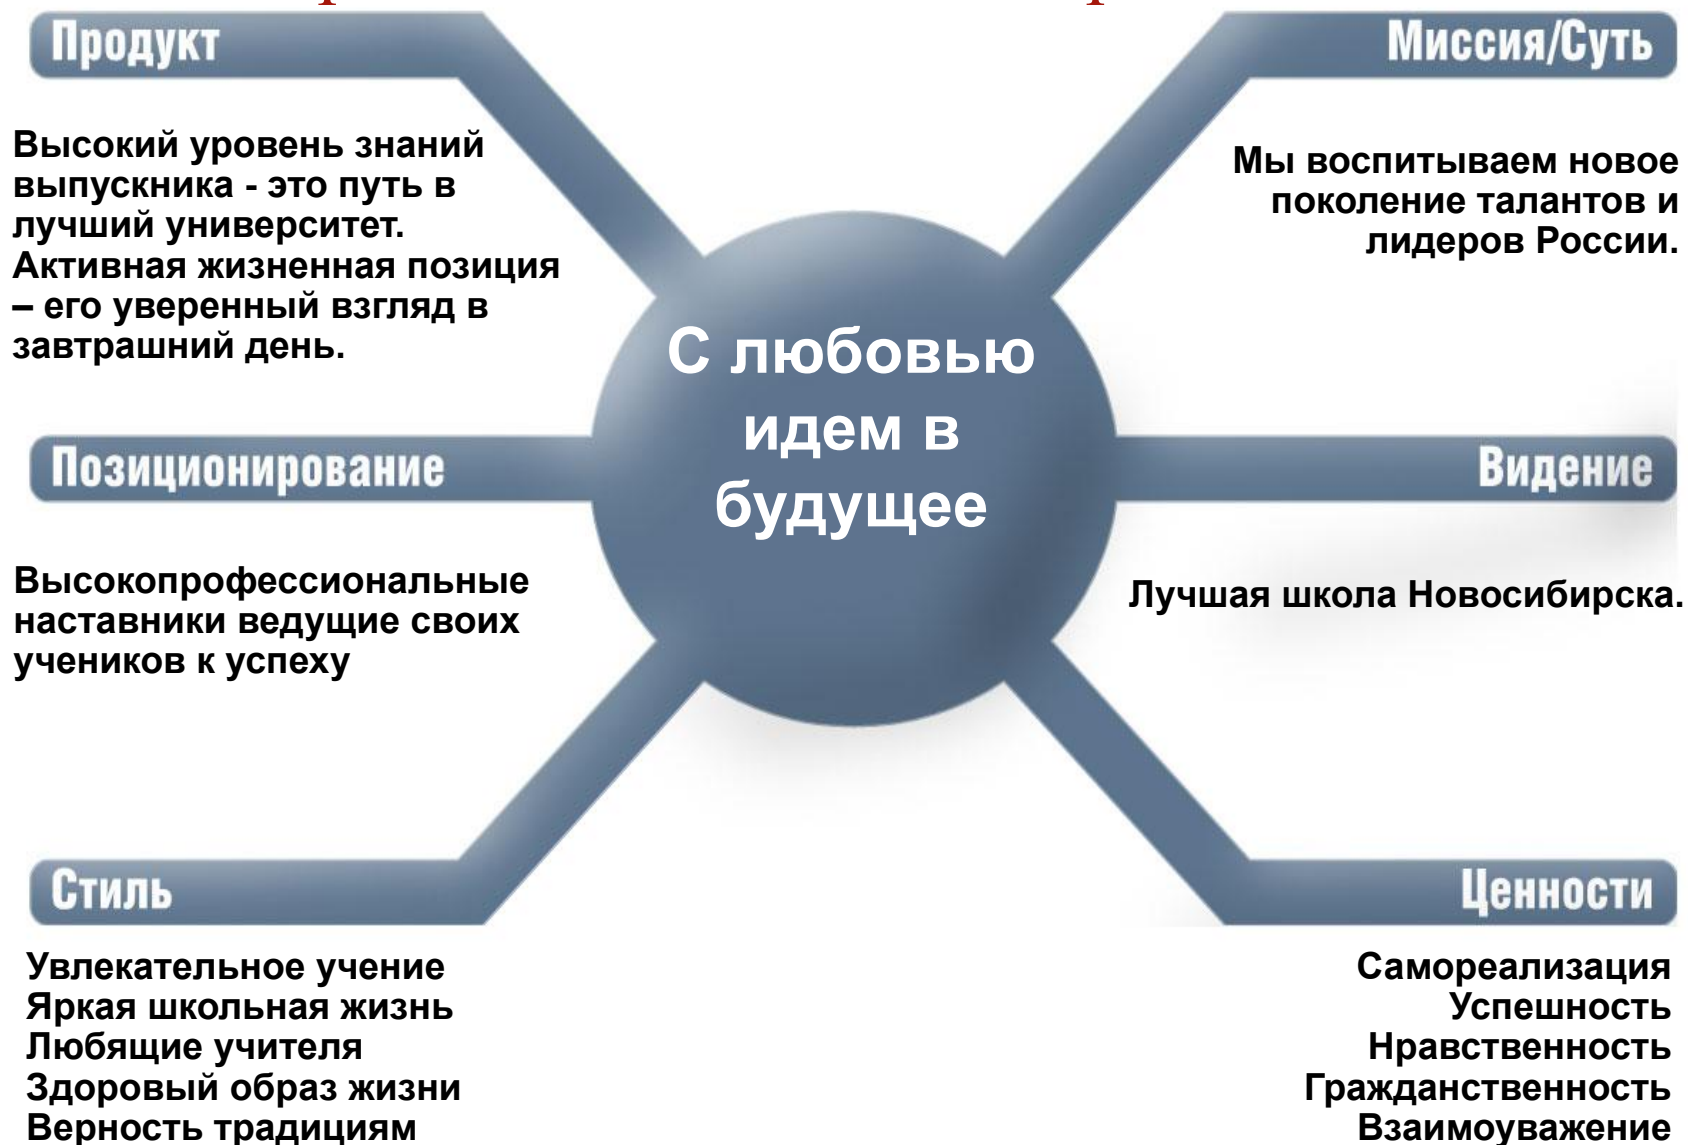 Продукт
Высокий уровень знаний
выпускника - это путь в
лучший университет.
Активная жизненная позиция
– его уверенный взгляд в
завтрашний день.
Позиционирование
Высокопрофессиональные
наставники ведущие своих
учеников к успеху
Стиль
Увлекательное учение
Яркая школьная жизнь
Любящие учителя
Здоровый образ жизни
Верность традициям
С любовью
идем в
будущее
Миссия/Суть
Мы воспитываем новое
поколение талантов и
лидеров России.
Видение
Лучшая школа Новосибирска.
Ценности
Самореализация
Успешность
Нравственность
Гражданственность
Взаимоуважение